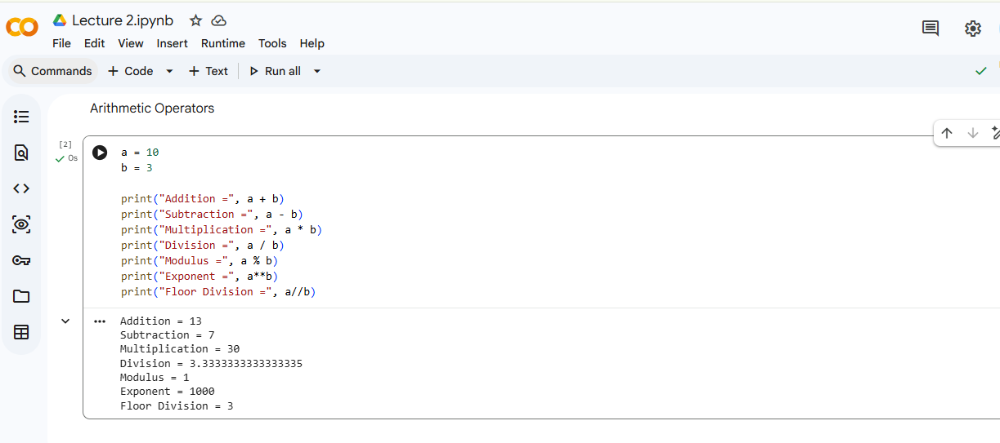 Lecture 2.ipynb
File Edit View Insert Runtime Tools Help
Commands + Code + Text Run all
Arithmetic Operators
[2]
0s
a = 10
b = 3
print("Addition =", a + b)
print("Subtraction =", a - b)
print("Multiplication =", a * b)
print("Division =", a / b)
print("Modulus =", a % b)
print("Exponent =", a**b)
print("Floor Division =", a//b)
Addition = 13
Subtraction = 7
Multiplication = 30
Division = 3.3333333333333335
Modulus = 1
Exponent = 1000
Floor Division = 3